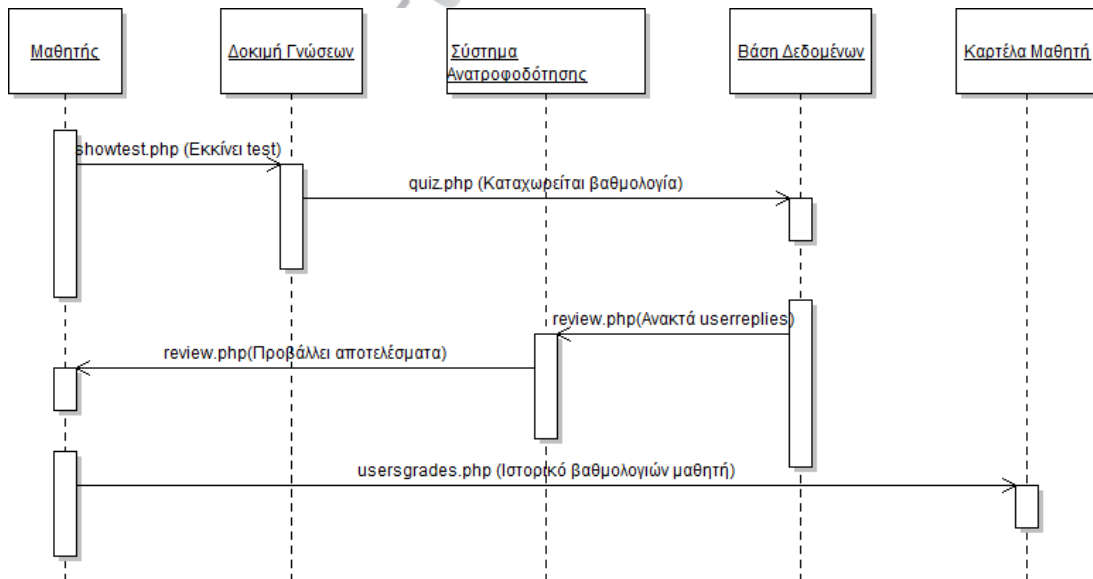 Μαθητής
Δοκιμή Γνώσεων
Σύστημα
Ανατροφοδότησης
Βάση Δεδομένων
Καρτέλα Μαθητή
showtest.php (Εκκίνει test)
quiz.php (Καταχωρείται βαθμολογία)
review.php(Ανακτά userreplies)
review.php(Προβάλλει αποτελέσματα)
usersgrades.php (Ιστορικό βαθμολογιών μαθητή)